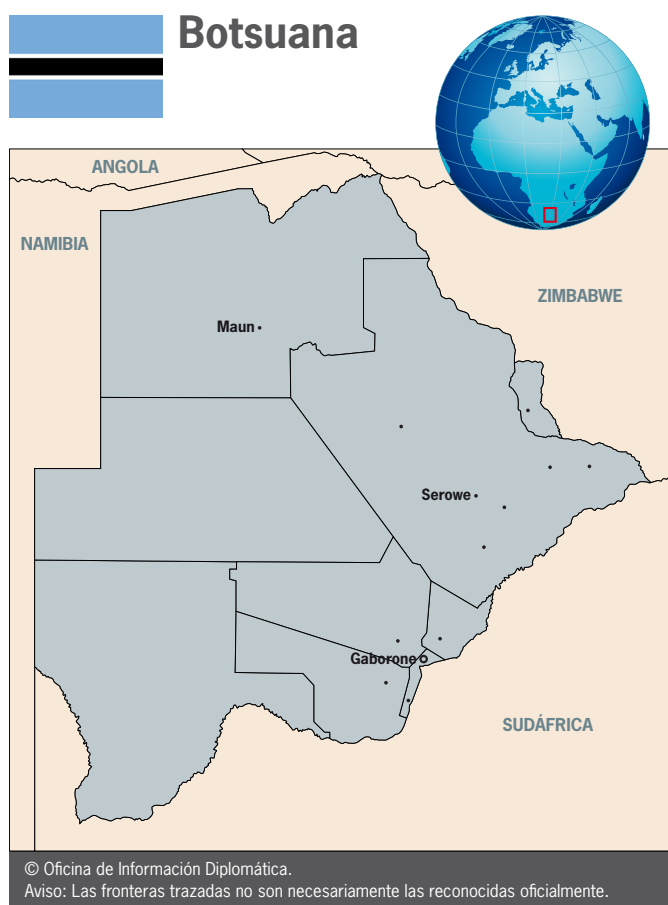 Botsuana
ANGOLA
NAMIBIA
ZIMBABWE
Maun
Serowe
Gaborone
SUDÁFRICA
© Oficina de Información Diplomática.
Aviso: Las fronteras trazadas no son necesariamente las reconocidas oficialmente.